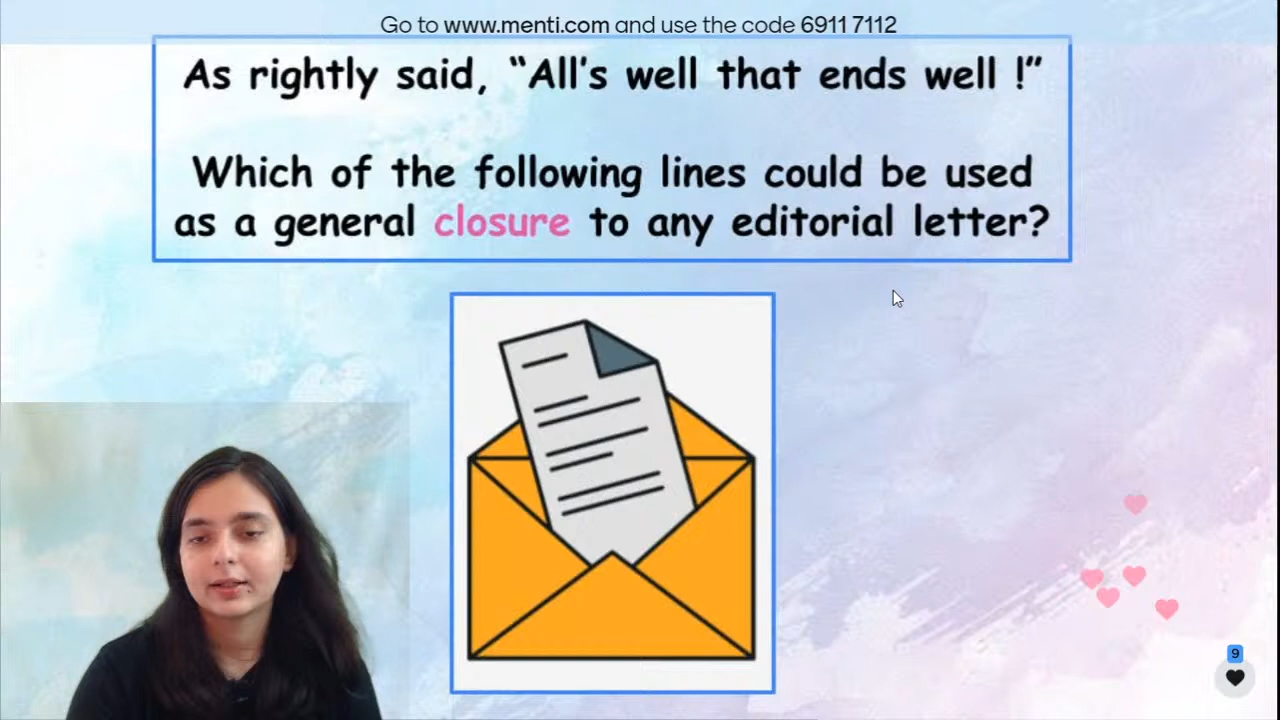 Go to www.menti.com and use the code 6911 7112
As rightly said, “All’s well that ends well !”
Which of the following lines could be used
as a general closure to any editorial letter?
9